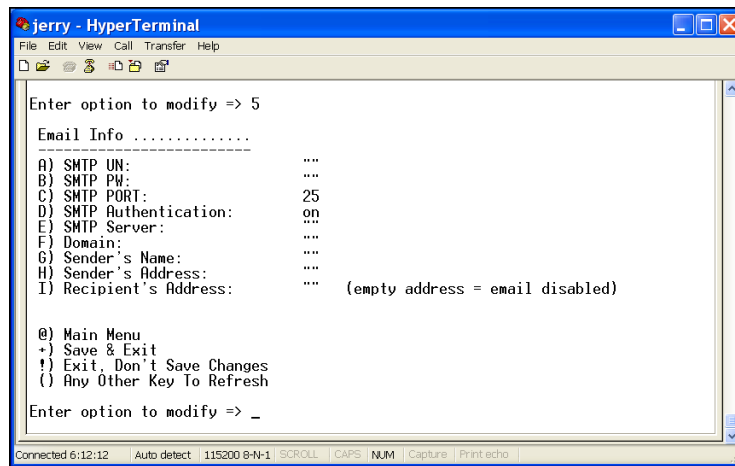 jerry - HyperTerminal
File Edit View Call Transfer Help
Enter option to modify => 5
Email Info ..............
-------------------------
A) SMTP UN: ""
B) SMTP PW: ""
C) SMTP PORT: 25
D) SMTP Authentication: on
E) SMTP Server: ""
F) Domain: ""
G) Sender's Name: ""
H) Sender's Address: ""
I) Recipient's Address: "" (empty address = email disabled)
@) Main Menu
+) Save & Exit
!) Exit, Don't Save Changes
() Any Other Key To Refresh
Enter option to modify => _
Connected 6:12:12 Auto detect 115200 8-N-1 SCROLL CAPS NUM Capture Print echo